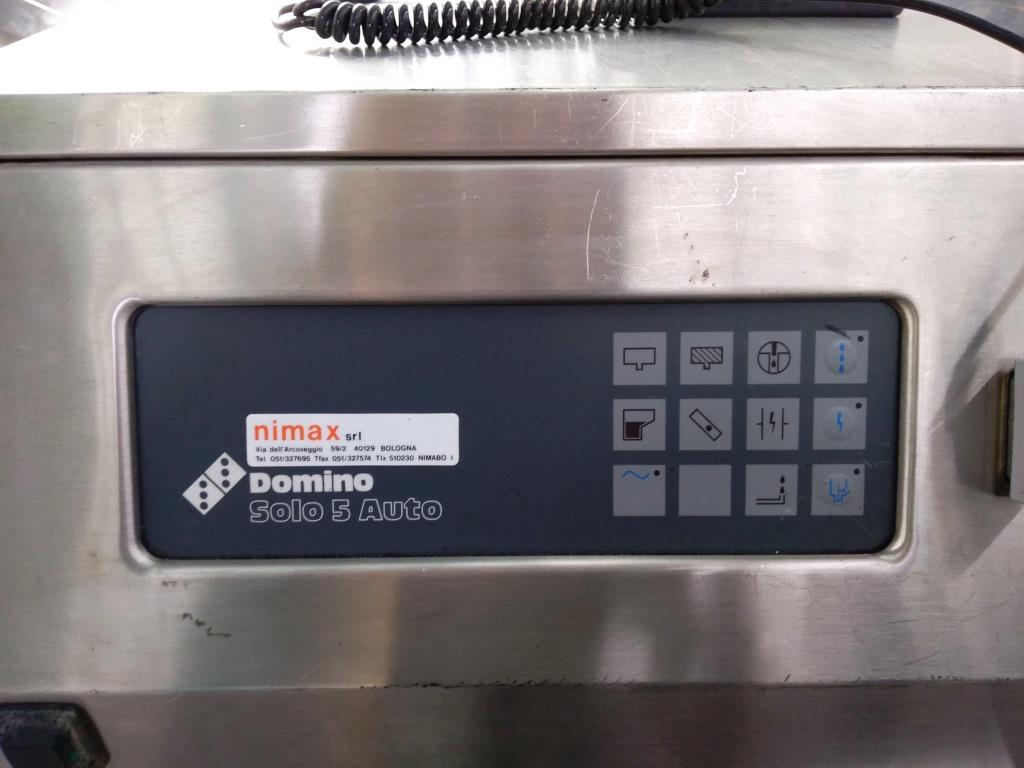 nimax srl
Via dell'Arcoveggio 59/2 40129 BOLOGNA
Tel 051/327695 Tfax 051/327574 Tlx 510230 NIMABO I
Domino
Solo 5 Auto